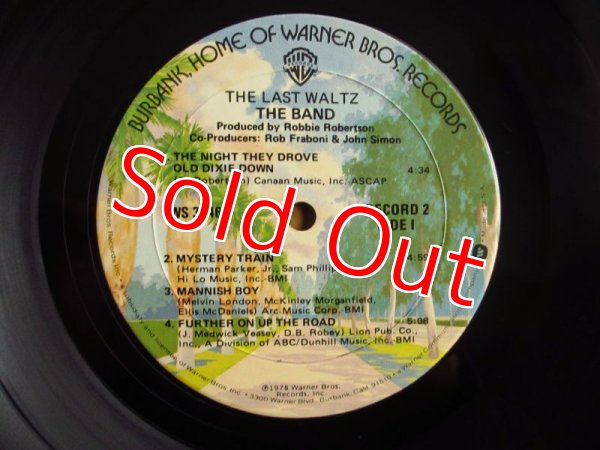 BURBANK, HOME OF WARNER BROS. RECORDS
THE LAST WALTZ
THE BAND
Produced by Robbie Robertson
Co-Producers: Rob Fraboni & John Simon
1. THE NIGHT THEY DROVE
OLD DIXIE DOWN 4:34
Canaan Music, Inc.-ASCAP
RECORD 2
Sold Out
2. MYSTERY TRAIN
(Herman Parker, Jr., Sam
Hi Lo Music, Inc.-BMI
3. MANNISH BOY
(Melvin London, McKinley Morganfield,
Ellis McDaniels) Arc Music Corp. BMI
4. FURTHER ON UP THE ROAD 5:08
(J. Medwick Veasey, D.B. Robey) Lion Pub. Co.,
Inc., A Division of ABC/Dunhill Music, Inc. BMI
℗1978 Warner Bros.
Records, Inc.
3300 Warner Blvd., Burbank, Calif. 91510